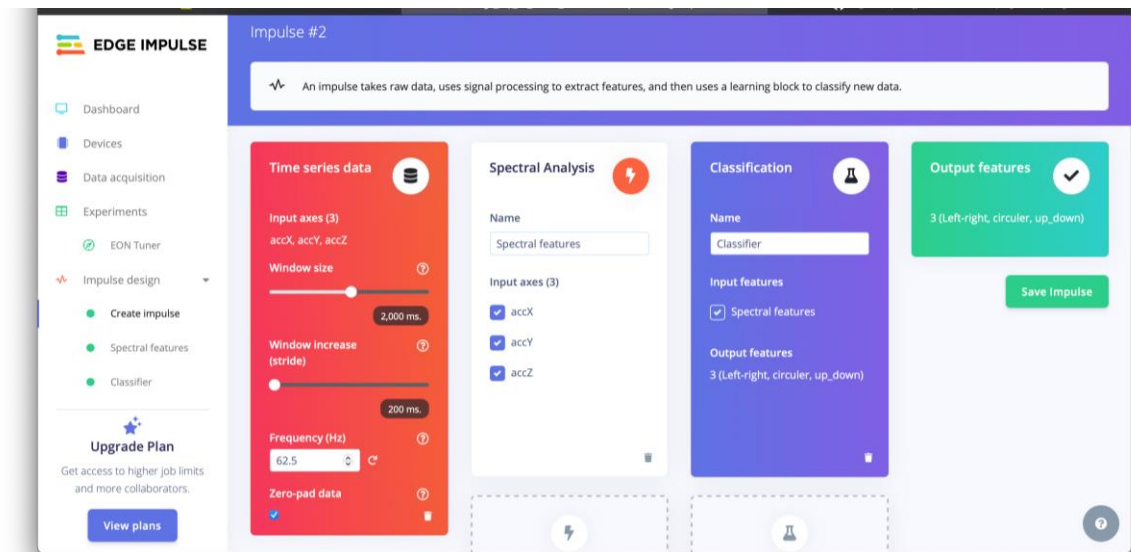 Impulse #2
EDGE IMPULSE
An impulse takes raw data, uses signal processing to extract features, and then uses a learning block to classify new data.
Dashboard
Devices
Data acquisition
Experiments
EON Tuner
Impulse design
Create impulse
Spectral features
Classifier
Upgrade Plan
Get access to higher job limits
and more collaborators.
View plans
Time series data
Input axes (3)
accX, accY, accZ
Window size
2,000 ms.
Window increase
(stride)
200 ms.
Frequency (Hz)
62.5
Zero-pad data
Spectral Analysis
Name
Spectral features
Input axes (3)
accX
accY
accZ
Classification
Name
Classifier
Input features
Spectral features
Output features
3 (Left-right, circuler, up_down)
Output features
3 (Left-right, circuler, up_down)
Save Impulse